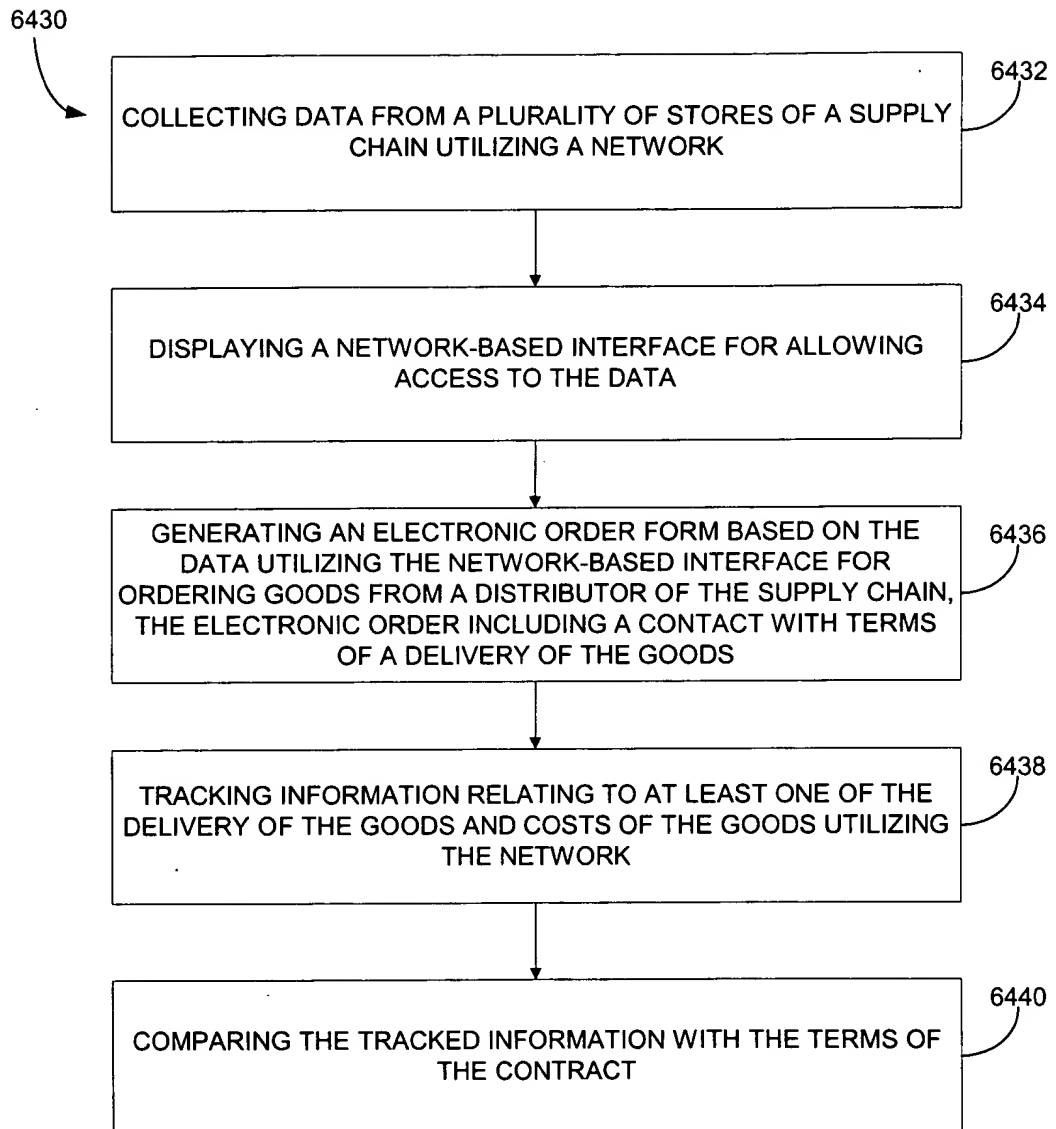 6430
6432
COLLECTING DATA FROM A PLURALITY OF STORES OF A SUPPLY
CHAIN UTILIZING A NETWORK
6434
DISPLAYING A NETWORK-BASED INTERFACE FOR ALLOWING
ACCESS TO THE DATA
6436
GENERATING AN ELECTRONIC ORDER FORM BASED ON THE
DATA UTILIZING THE NETWORK-BASED INTERFACE FOR
ORDERING GOODS FROM A DISTRIBUTOR OF THE SUPPLY CHAIN,
THE ELECTRONIC ORDER INCLUDING A CONTACT WITH TERMS
OF A DELIVERY OF THE GOODS
6438
TRACKING INFORMATION RELATING TO AT LEAST ONE OF THE
DELIVERY OF THE GOODS AND COSTS OF THE GOODS UTILIZING
THE NETWORK
6440
COMPARING THE TRACKED INFORMATION WITH THE TERMS OF
THE CONTRACT